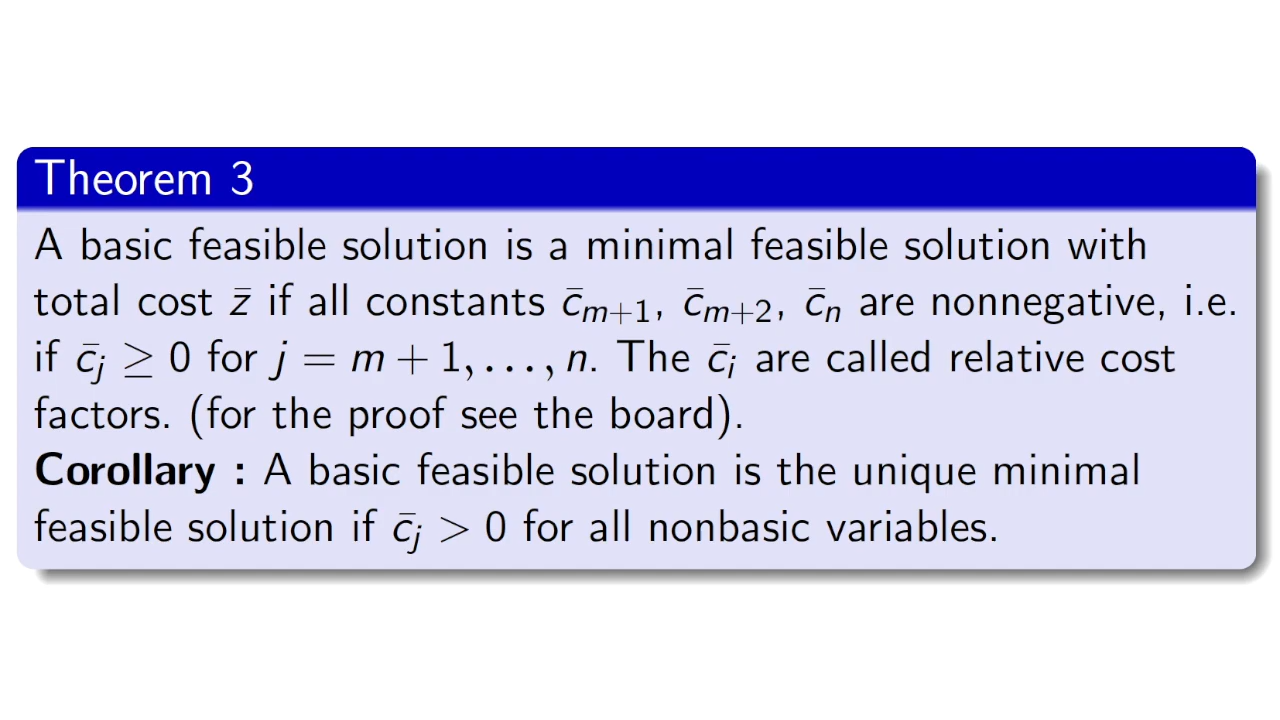 Theorem 3
A basic feasible solution is a minimal feasible solution with
total cost z̄ if all constants c̄ₘ₊₁, c̄ₘ₊₂, c̄ₙ are nonnegative, i.e.
if c̄ⱼ ≥ 0 for j = m + 1, . . . , n. The c̄ᵢ are called relative cost
factors. (for the proof see the board).
Corollary : A basic feasible solution is the unique minimal
feasible solution if c̄ⱼ > 0 for all nonbasic variables.